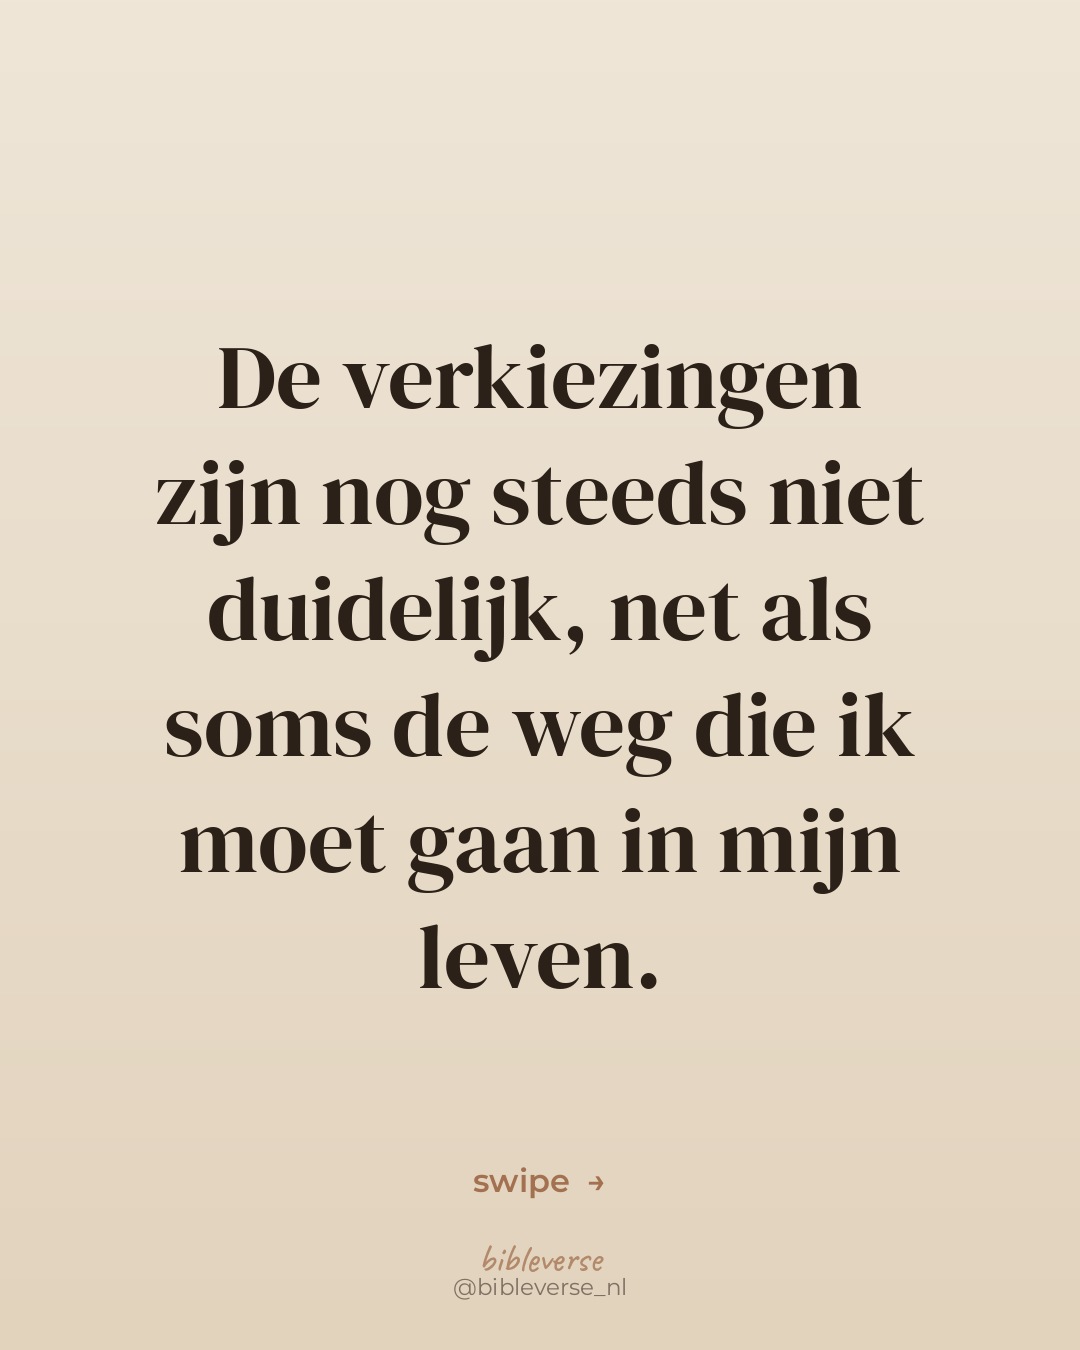 De verkiezingen
zijn nog steeds niet
duidelijk, net als
soms de weg die ik
moet gaan in mijn
leven.
swipe →
bibleverse
@bibleverse_nl